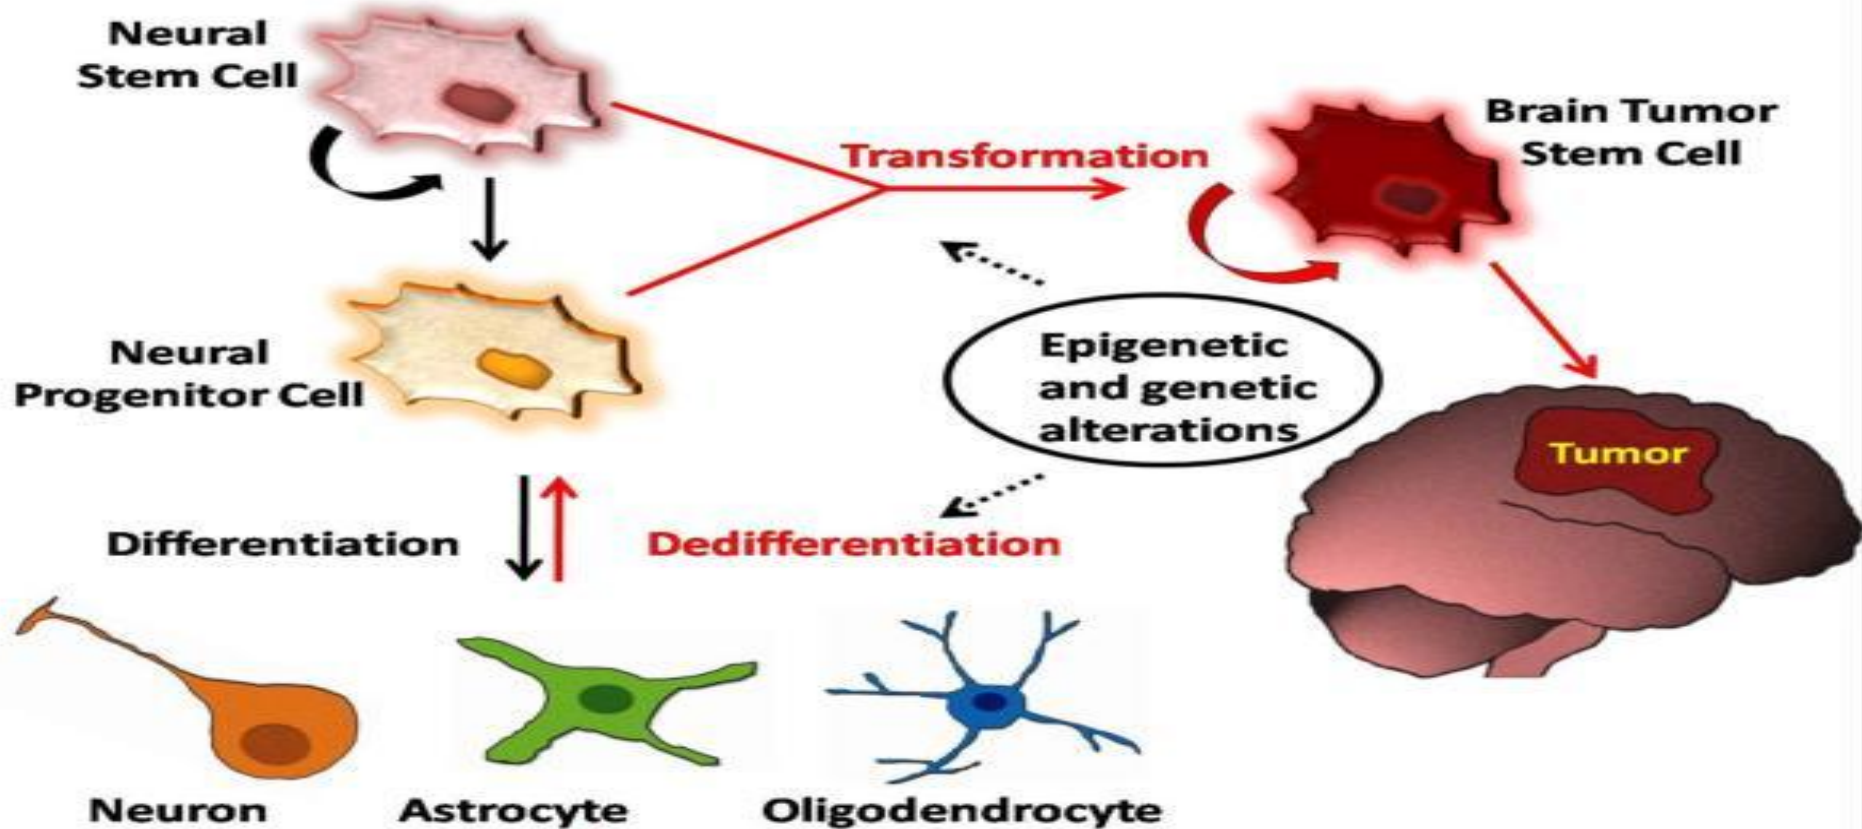 Neural
Stem Cell
Transformation
Brain Tumor
Stem Cell
Neural
Progenitor Cell
Epigenetic
and genetic
alterations
Tumor
Differentiation
Dedifferentiation
Neuron
Astrocyte
Oligodendrocyte